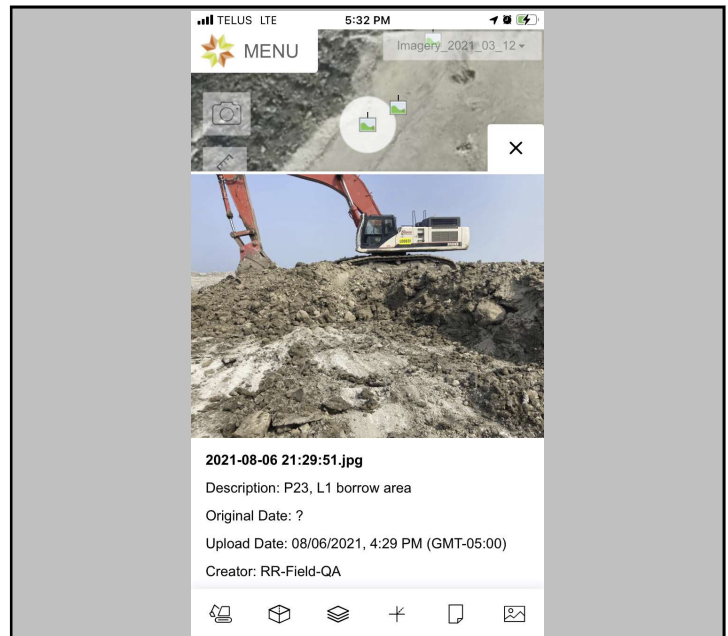 TELUS LTE 5:32 PM
MENU
Imagery_2021_03_12
2021-08-06 21:29:51.jpg
Description: P23, L1 borrow area
Original Date: ?
Upload Date: 08/06/2021, 4:29 PM (GMT-05:00)
Creator: RR-Field-QA